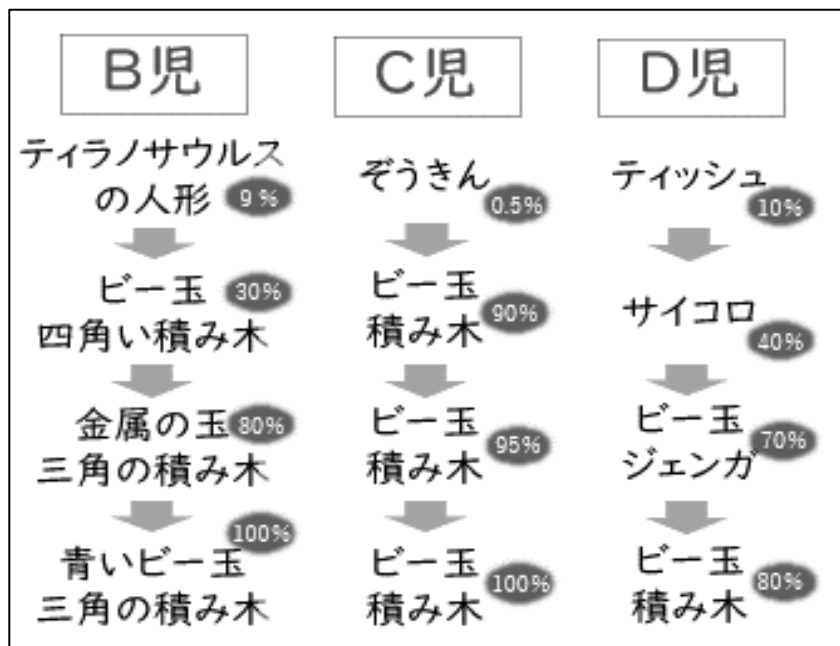 B児
ティラノサウルス
の人形 9%
ビー玉 30%
四角い積み木
金属の玉 80%
三角の積み木
100%
青いビー玉
三角の積み木
C児
ぞうきん
0.5%
ビー玉
積み木 90%
ビー玉
積み木 95%
ビー玉
積み木 100%
D児
ティッシュ
10%
サイコロ
40%
ビー玉
ジェンガ 70%
ビー玉
積み木 80%